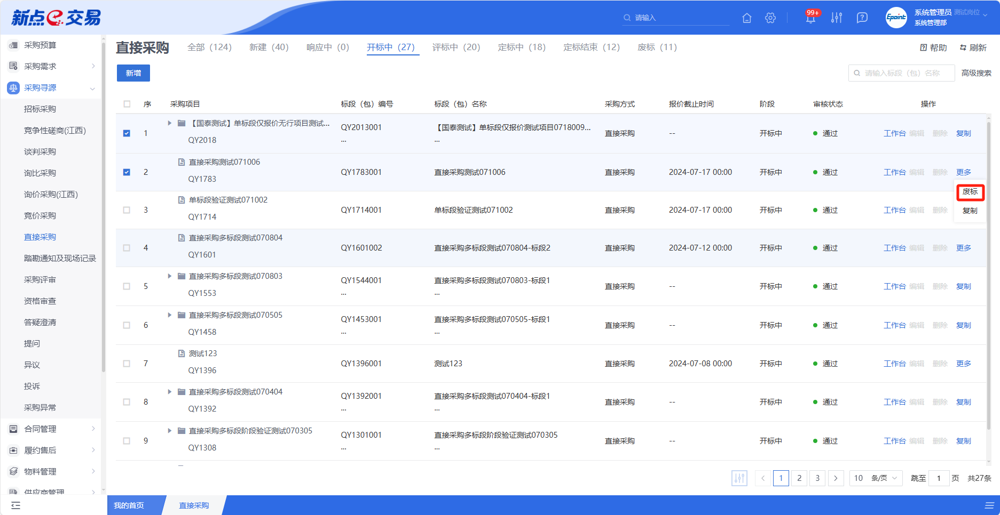 新点e交易
请输入
99+
Epoint
系统管理员 测试岗位
系统管理部
采购预算
采购需求
采购寻源
招标采购
竞争性磋商(江西)
谈判采购
询比采购
询价采购(江西)
竞价采购
直接采购
踏勘通知及现场记录
采购评审
资格审查
答疑澄清
提问
异议
投诉
采购异常
合同管理
履约售后
物料管理
供应商管理
直接采购 全部（124） 新建（40） 响应中（0） 开标中（27） 评标中（20） 定标中（18） 定标结束（12） 废标（11） 帮助 刷新
新增 请输入标段（包）名称 高级搜索
序 采购项目 标段（包）编号 标段（包）名称 采购方式 报价截止时间 阶段 审核状态 操作
1 【国泰测试】单标段仅报价无行项目测试... QY2018 QY2013001 ... 【国泰测试】单标段仅报价测试项目0718009... ... 直接采购 -- 开标中 通过 工作台 编辑 删除 复制
2 直接采购测试071006 QY1783 QY1783001 直接采购测试071006 直接采购 2024-07-17 00:00 开标中 通过 工作台 编辑 删除 更多
废标
复制
3 单标段验证测试071002 QY1714 QY1714001 单标段验证测试071002 直接采购 2024-07-17 00:00 开标中 通过 工作台 编辑 删除
4 直接采购多标段测试070804 QY1601 QY1601002 直接采购多标段测试070804-标段2 直接采购 2024-07-12 00:00 开标中 通过 工作台 编辑 删除 更多
5 直接采购多标段测试070803 QY1553 QY1544001 ... 直接采购多标段测试070803-标段1 ... 直接采购 -- 开标中 通过 工作台 编辑 删除 复制
6 直接采购多标段测试070505 QY1458 QY1453001 ... 直接采购多标段测试070505-标段1 ... 直接采购 -- 开标中 通过 工作台 编辑 删除 复制
7 测试123 QY1396 QY1396001 测试123 直接采购 2024-07-08 00:00 开标中 通过 工作台 编辑 删除 更多
8 直接采购多标段测试070404 QY1392 QY1392001 ... 直接采购多标段测试070404-标段1 ... 直接采购 -- 开标中 通过 工作台 编辑 删除 复制
9 直接采购多标段阶段验证测试070305 QY1308 QY1301001 ... 直接采购多标段阶段验证测试070305 ... 直接采购 -- 开标中 通过 工作台 编辑 删除 复制
1 2 3 10 条/页 跳至 1 页 共27条
我的首页 直接采购